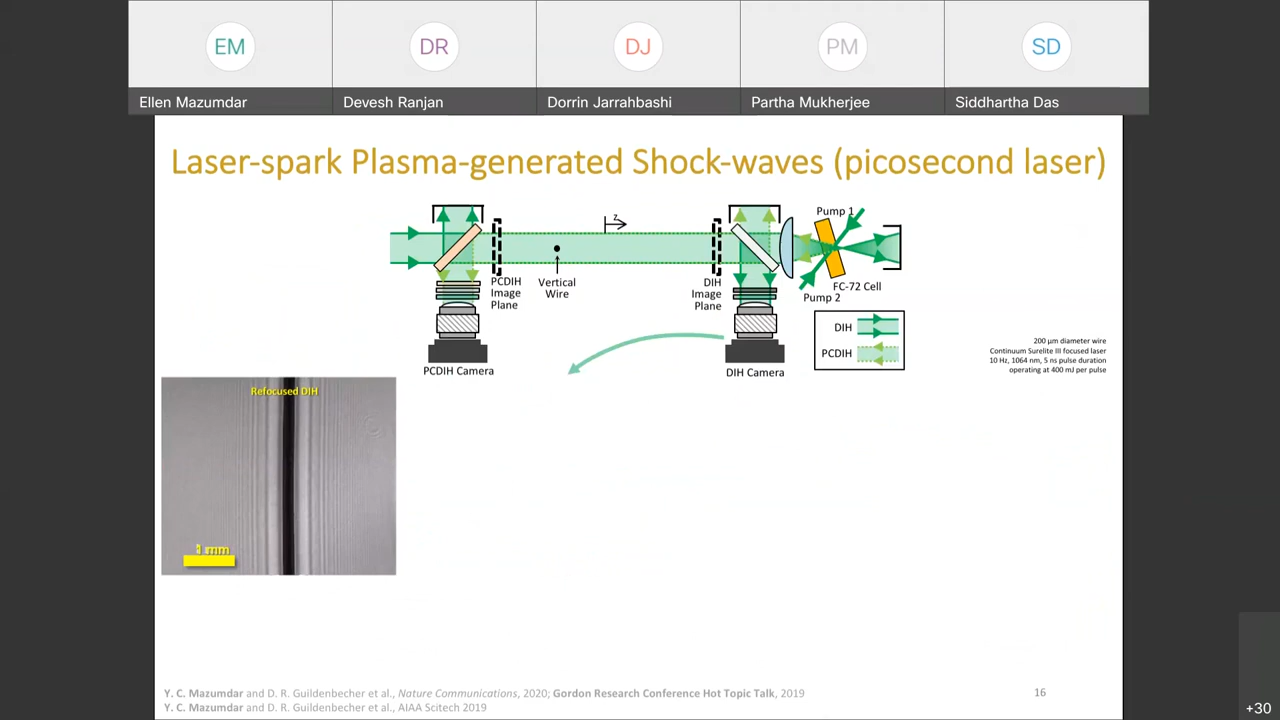 EM
DR
DJ
PM
SD
Ellen Mazumdar
Devesh Ranjan
Dorrin Jarrahbashi
Partha Mukherjee
Siddhartha Das
Laser-spark Plasma-generated Shock-waves (picosecond laser)
z
Pump 1
PCDIH
Image
Plane
Vertical
Wire
DIH
Image
Plane
FC-72 Cell
Pump 2
DIH
PCDIH
PCDIH Camera
DIH Camera
200 μm diameter wire
Continuum Surelite III focused laser
10 Hz, 1064 nm, 5 ns pulse duration
operating at 400 mJ per pulse
Refocused DIH
1 mm
Y. C. Mazumdar and D. R. Guildenbecher et al., Nature Communications, 2020; Gordon Research Conference Hot Topic Talk, 2019
Y. C. Mazumdar and D. R. Guildenbecher et al., AIAA Scitech 2019
16
+30